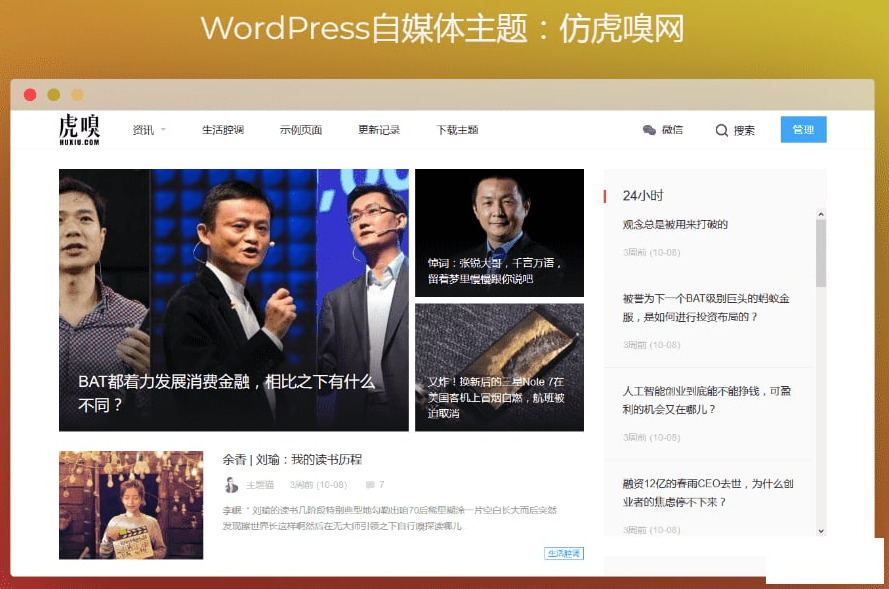 WordPress自媒体主题：仿虎嗅网
虎嗅
HUXIU.COM
资讯
生活腔调
示例页面
更新记录
下载主题
微信
搜索
管理
BAT都着力发展消费金融，相比之下有什么
不同？
悼词：张锐大哥，千言万语，
留着梦里慢慢跟你说吧
又炸！换新后的三星Note 7在
美国客机上冒烟自燃，航班被
迫取消
24小时
观念总是被用来打破的
3周前 (10-08)
被誉为下一个BAT级别巨头的蚂蚁金
服，是如何进行投资布局的？
3周前 (10-08)
人工智能创业到底能不能挣钱，可盈
利的机会又在哪儿？
3周前 (10-08)
融资12亿的春雨CEO去世，为什么创
业者的焦虑停不下来？
3周前 (10-08)
余香 | 刘瑜：我的读书历程
主题猫
3周前 (10-08)
7
李岷：" 刘瑜的读书几阶段特别典型地勾勒出咱70后稀里糊涂一片空白长大而后突然
发现擦世界长这样啊然后在无大师引领之下自行嗅探读哪儿
生活腔调